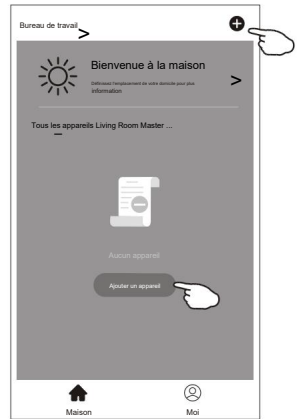 Bureau de travail >
Bienvenue à la maison
Définissez l'emplacement de votre domicile pour plus
information
>
Tous les appareils Living Room Master ...
Aucun appareil
Ajouter un appareil
Maison
Moi